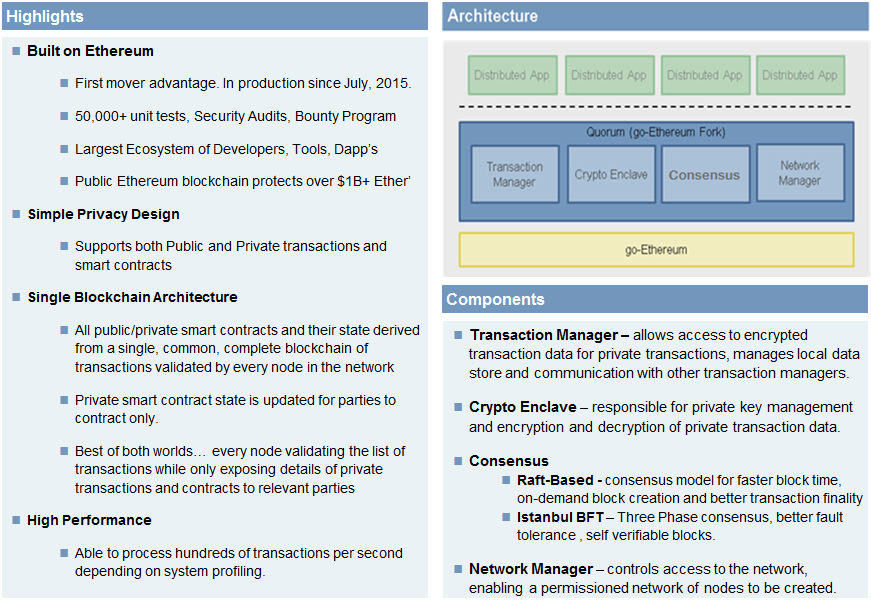 Highlights
Built on Ethereum
First mover advantage. In production since July, 2015.
50,000+ unit tests, Security Audits, Bounty Program
Largest Ecosystem of Developers, Tools, Dapp's
Public Ethereum blockchain protects over $1B+ Ether'
Simple Privacy Design
Supports both Public and Private transactions and
smart contracts
Single Blockchain Architecture
All public/private smart contracts and their state derived
from a single, common, complete blockchain of
transactions validated by every node in the network
Private smart contract state is updated for parties to
contract only.
Best of both worlds… every node validating the list of
transactions while only exposing details of private
transactions and contracts to relevant parties
High Performance
Able to process hundreds of transactions per second
depending on system profiling.
Architecture
Distributed App Distributed App Distributed App Distributed App
Quorum (go-Ethereum Fork)
Transaction
Manager
Crypto Enclave
Consensus
Network
Manager
go-Ethereum
Components
Transaction Manager – allows access to encrypted
transaction data for private transactions, manages local data
store and communication with other transaction managers.
Crypto Enclave – responsible for private key management
and encryption and decryption of private transaction data.
Consensus
Raft-Based - consensus model for faster block time,
on-demand block creation and better transaction finality
Istanbul BFT – Three Phase consensus, better fault
tolerance , self verifiable blocks.
Network Manager – controls access to the network,
enabling a permissioned network of nodes to be created.